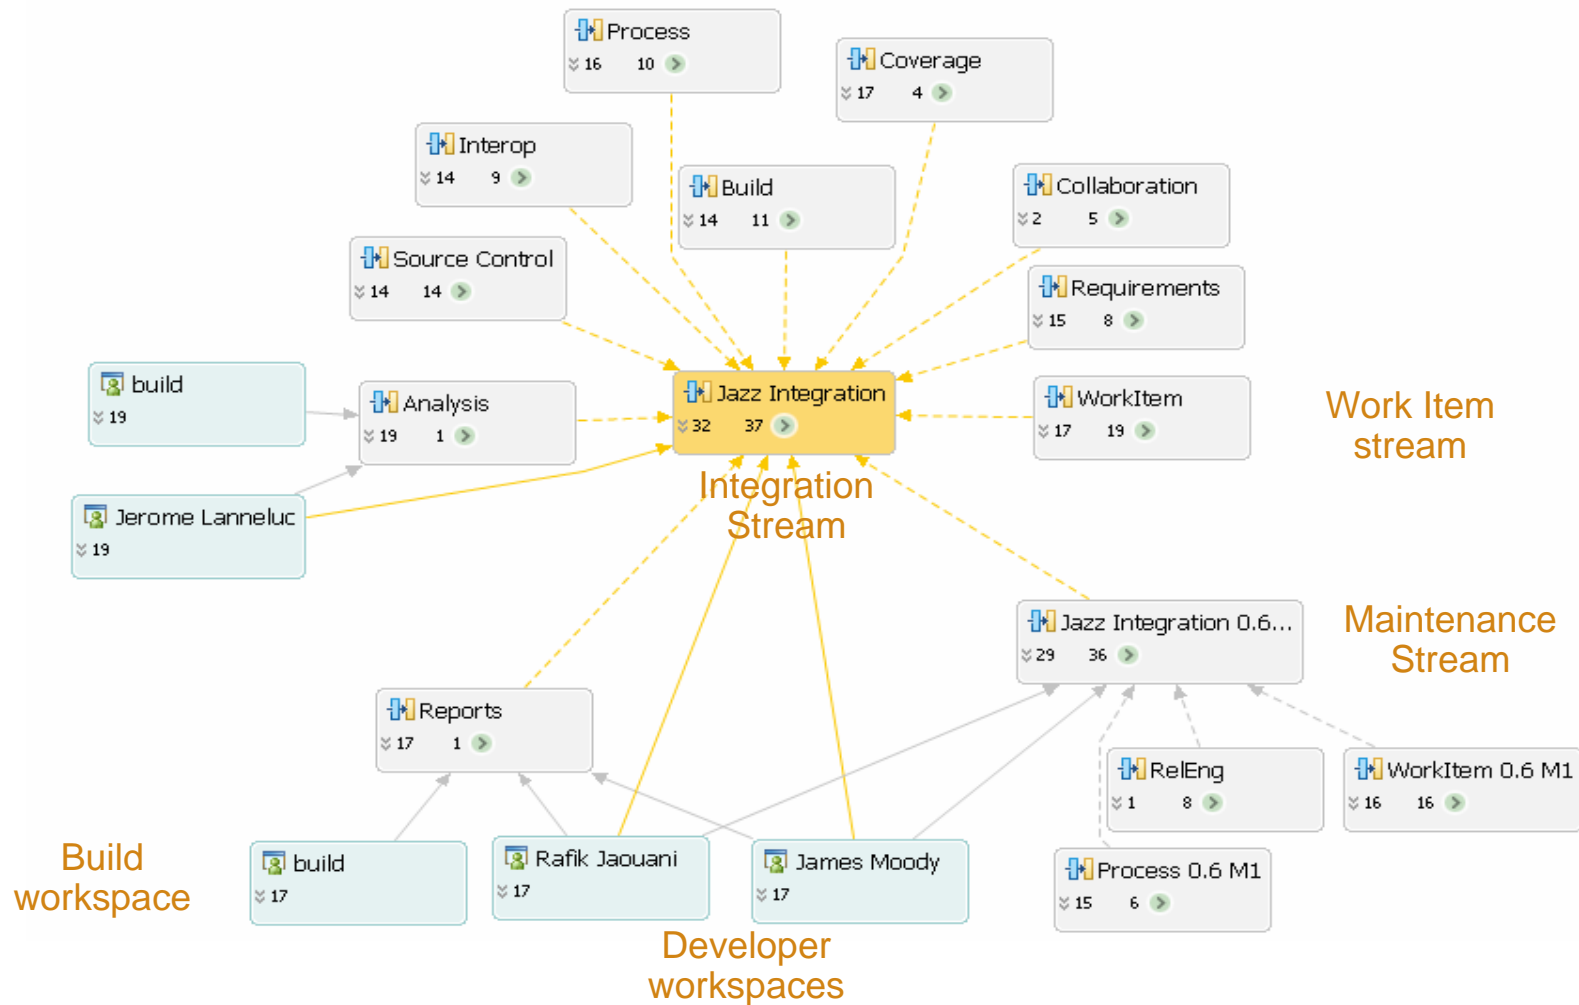 Process
16 10
Coverage
17 4
Interop
14 9
Build
14 11
Collaboration
2 5
Source Control
14 14
Requirements
15 8
build
19
Analysis
19 1
Jazz Integration
32 37
WorkItem
17 19
Work Item
stream
Integration
Stream
Jerome Lanneluc
19
Jazz Integration 0.6...
29 36
Maintenance
Stream
Reports
17 1
RelEng
1 8
WorkItem 0.6 M1
16 16
Build
workspace
build
17
Rafik Jaouani
17
James Moody
17
Process 0.6 M1
15 6
Developer
workspaces